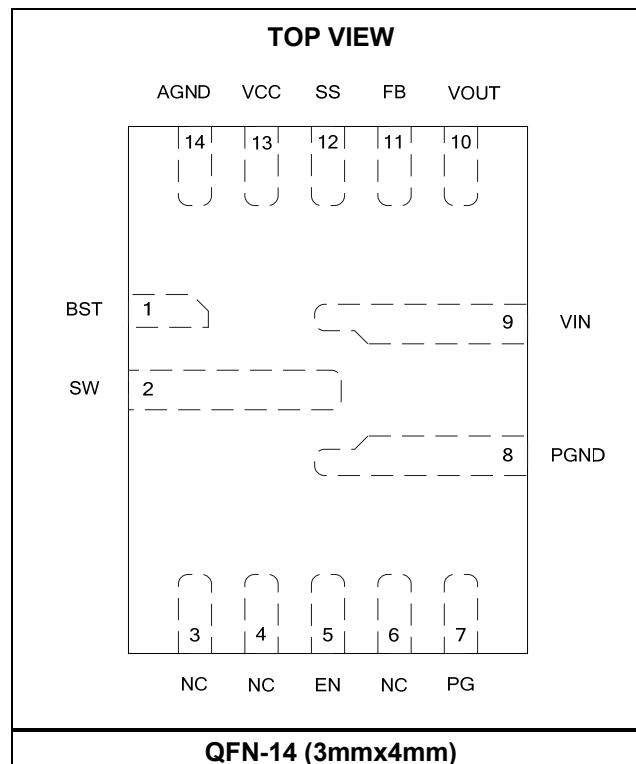 TOP VIEW
AGND VCC SS FB VOUT
14 13 12 11 10
BST 1
9 VIN
SW 2
8 PGND
3 4 5 6 7
NC NC EN NC PG
QFN-14 (3mmx4mm)